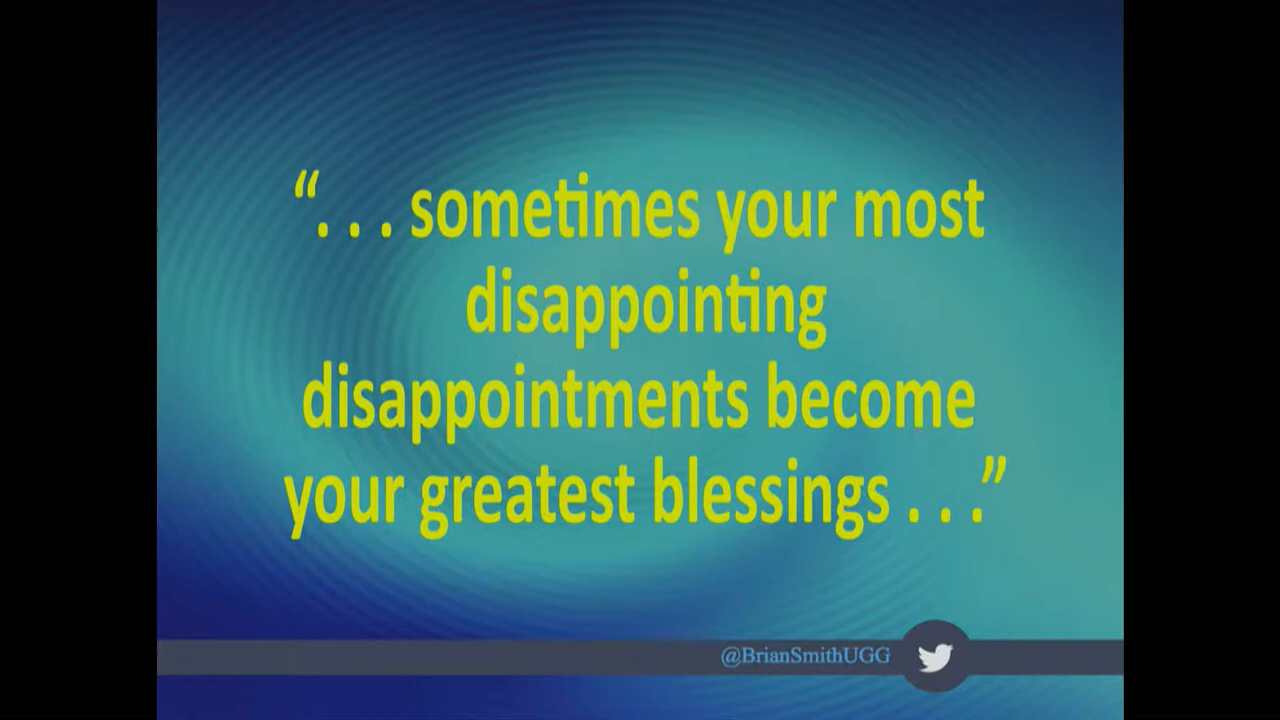 “. . . sometimes your most
disappointing
disappointments become
your greatest blessings . . .”
@BrianSmithUGG